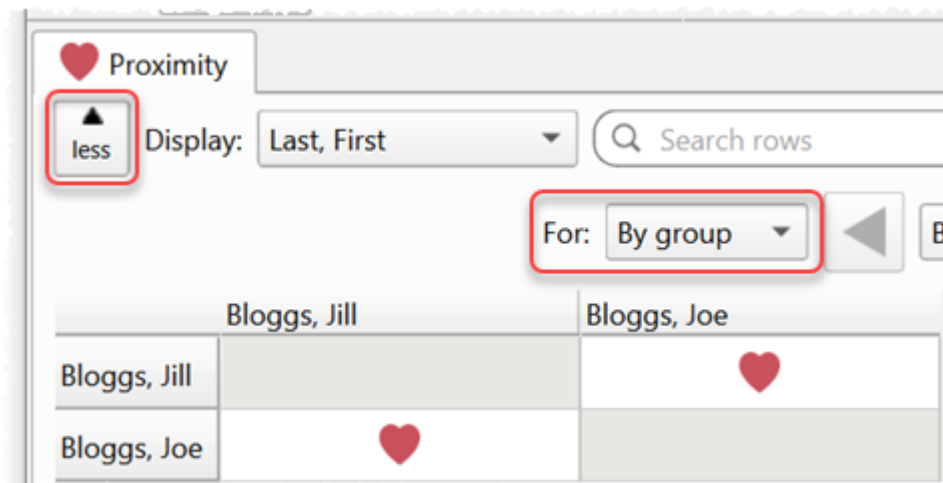 Proximity
less Display: Last, First Search rows
For: By group
Bloggs, Jill Bloggs, Joe
Bloggs, Jill
Bloggs, Joe